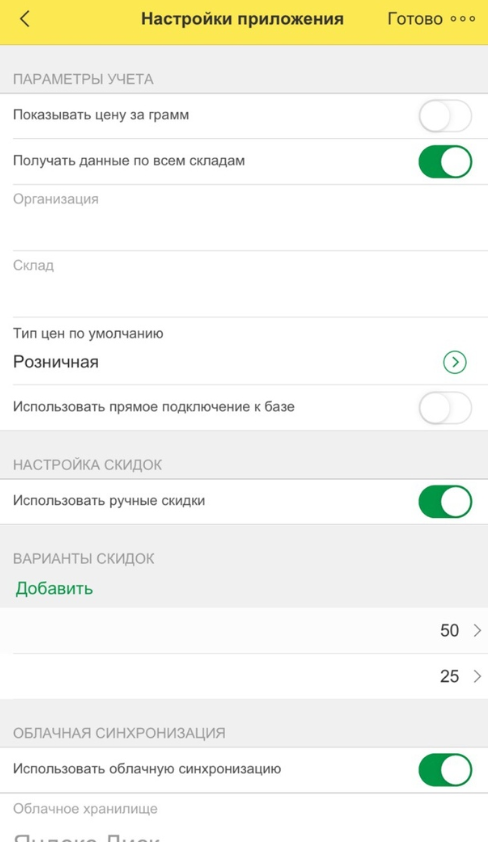 Настройки приложения
Готово
ПАРАМЕТРЫ УЧЕТА
Показывать цену за грамм
Получать данные по всем складам
Организация
Склад
Тип цен по умолчанию
Розничная
Использовать прямое подключение к базе
НАСТРОЙКА СКИДОК
Использовать ручные скидки
ВАРИАНТЫ СКИДОК
Добавить
50
25
ОБЛАЧНАЯ СИНХРОНИЗАЦИЯ
Использовать облачную синхронизацию
Облачное хранилище
Яндекс Диск